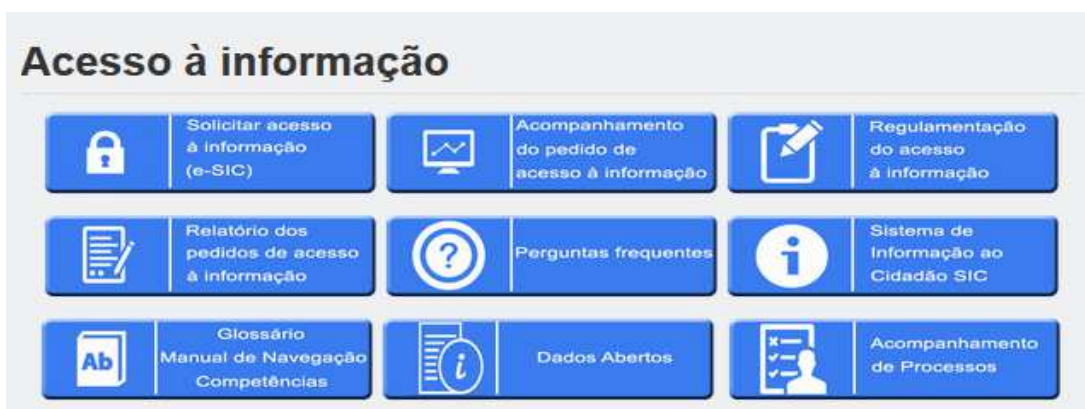 Acesso à informação
Solicitar acesso
à informação
(e-SIC)
Acompanhamento
do pedido de
acesso à informação
Regulamentação
do acesso
à informação
Relatório dos
pedidos de acesso
à informação
?
Perguntas frequentes
i
Sistema de
Informação ao
Cidadão SIC
Ab
Glossário
Manual de Navegação
Competências
i
Dados Abertos
Acompanhamento
de Processos